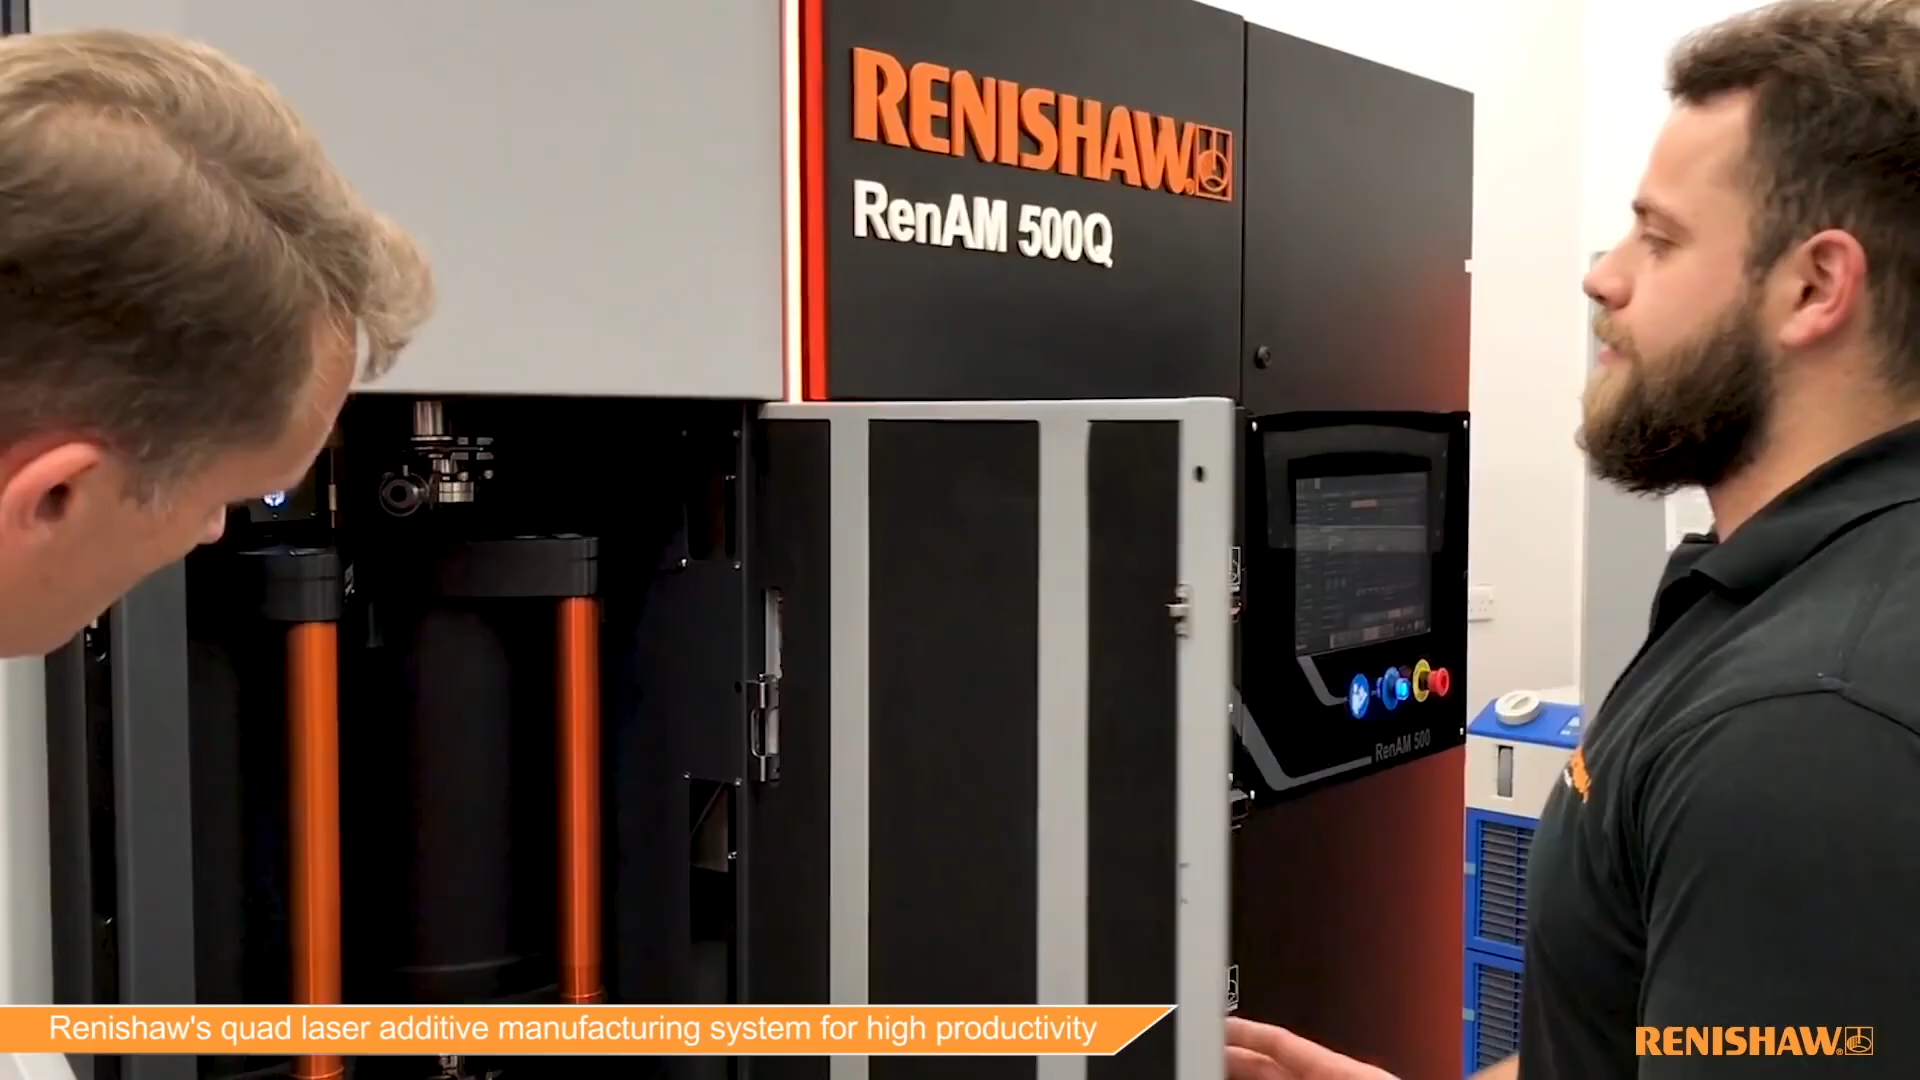 RENISHAW
RenAM 500Q
RenAM 500
Renishaw's quad laser additive manufacturing system for high productivity
RENISHAW